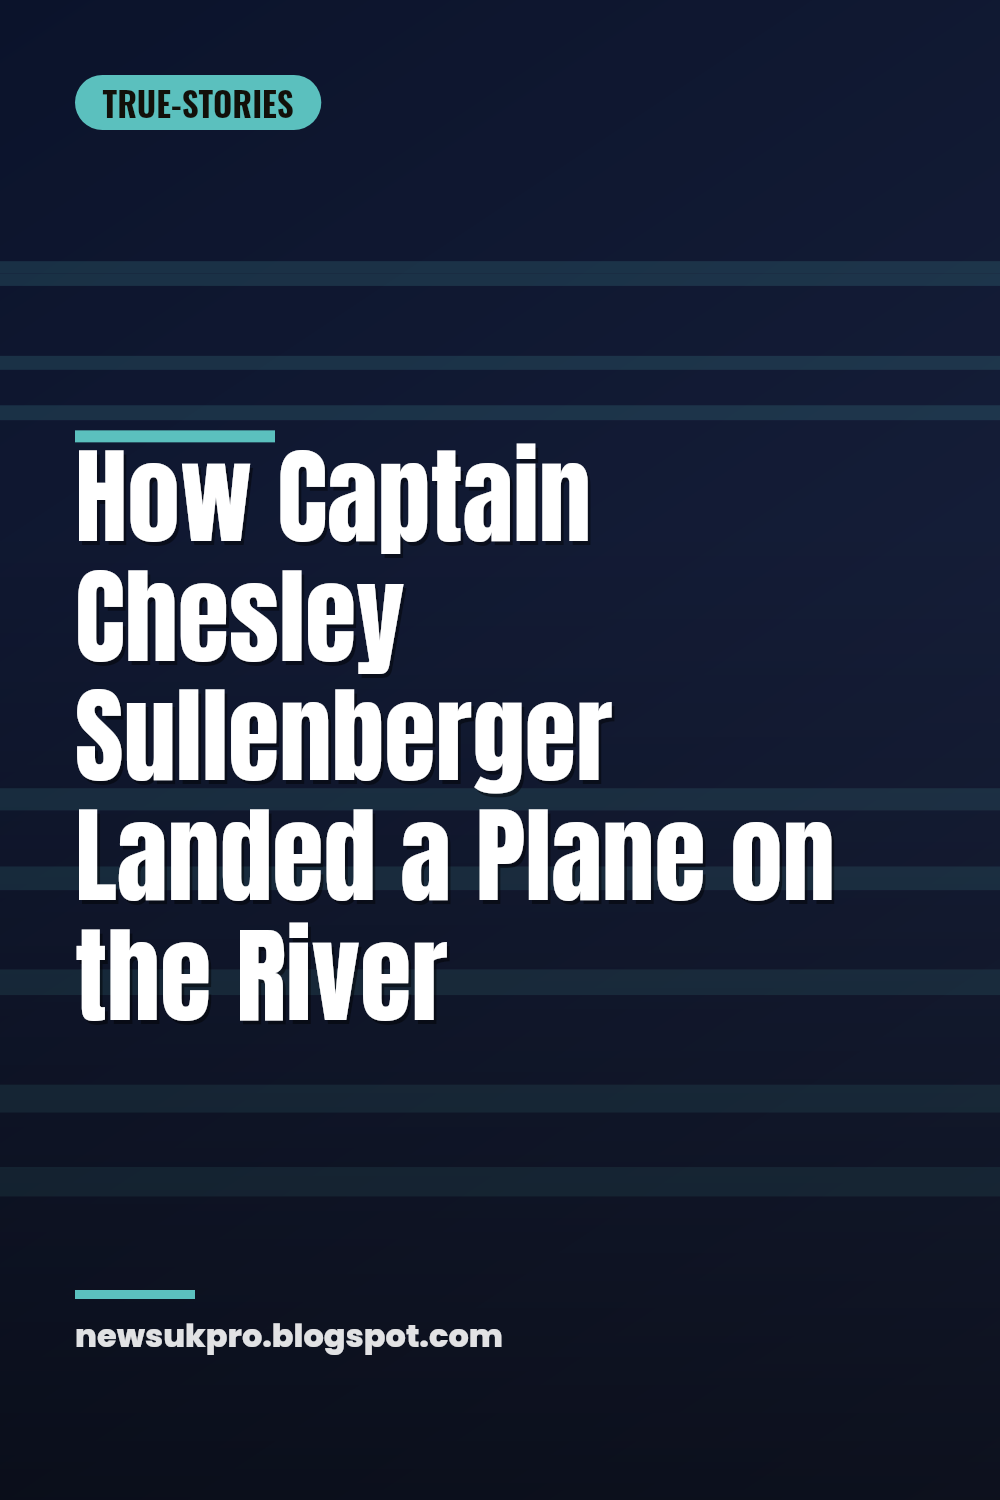 TRUE-STORIES
How Captain
Chesley
Sullenberger
Landed a Plane on
the River
newsukpro.blogspot.com